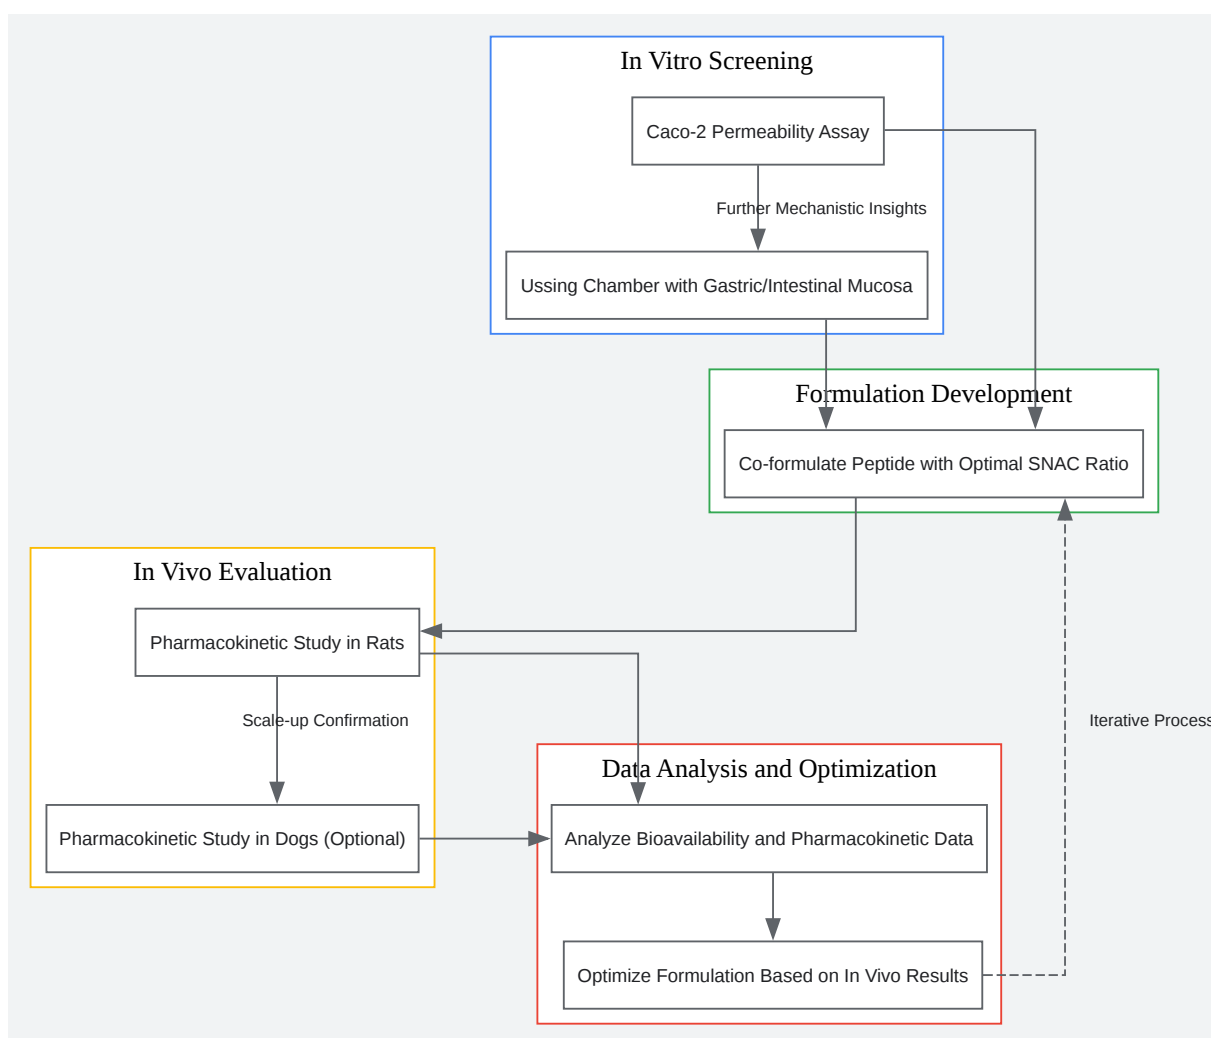 In Vitro Screening
Caco-2 Permeability Assay
Further Mechanistic Insights
Ussing Chamber with Gastric/Intestinal Mucosa
Formulation Development
Co-formulate Peptide with Optimal SNAC Ratio
In Vivo Evaluation
Pharmacokinetic Study in Rats
Scale-up Confirmation
Iterative Process
Data Analysis and Optimization
Pharmacokinetic Study in Dogs (Optional)
Analyze Bioavailability and Pharmacokinetic Data
Optimize Formulation Based on In Vivo Results